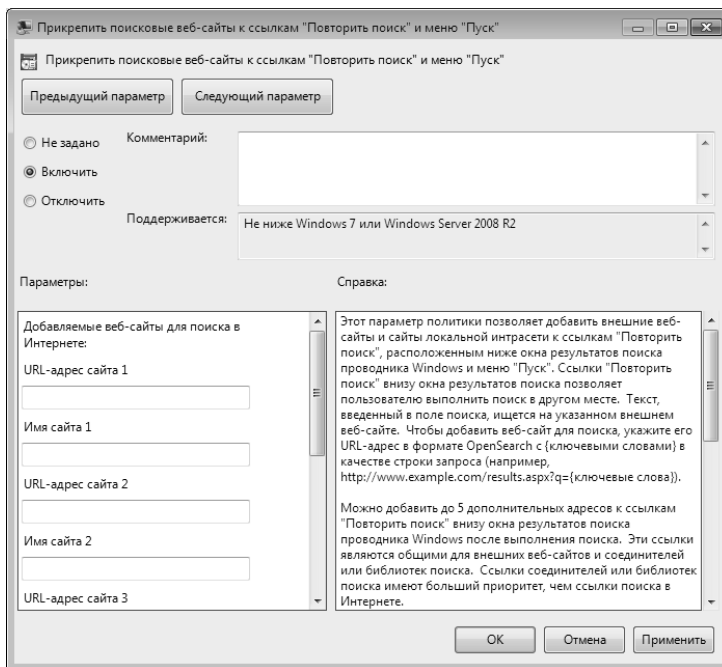 Прикрепить поисковые веб-сайты к ссылкам "Повторить поиск" и меню "Пуск"
Прикрепить поисковые веб-сайты к ссылкам "Повторить поиск" и меню "Пуск"
Предыдущий параметр
Следующий параметр
Не задано
Включить
Отключить
Комментарий:
Поддерживается:
Не ниже Windows 7 или Windows Server 2008 R2
Параметры:
Добавляемые веб-сайты для поиска в
Интернете:
URL-адрес сайта 1
Имя сайта 1
URL-адрес сайта 2
Имя сайта 2
URL-адрес сайта 3
Справка:
Этот параметр политики позволяет добавить внешние веб-
сайты и сайты локальной интрасети к ссылкам "Повторить
поиск", расположенным ниже окна результатов поиска
проводника Windows и меню "Пуск". Ссылки "Повторить
поиск" внизу окна результатов поиска позволяет
пользователю выполнить поиск в другом месте. Текст,
введенный в поле поиска, ищется на указанном внешнем
веб-сайте. Чтобы добавить веб-сайт для поиска, укажите его
URL-адрес в формате OpenSearch с {ключевыми словами} в
качестве строки запроса (например,
http://www.example.com/results.aspx?q={ключевые слова}).
Можно добавить до 5 дополнительных адресов к ссылкам
"Повторить поиск" внизу окна результатов поиска
проводника Windows после выполнения поиска. Эти ссылки
являются общими для внешних веб-сайтов и соединителей
или библиотек поиска. Ссылки соединителей или библиотек
поиска имеют больший приоритет, чем ссылки поиска в
Интернете.
ОК
Отмена
Применить